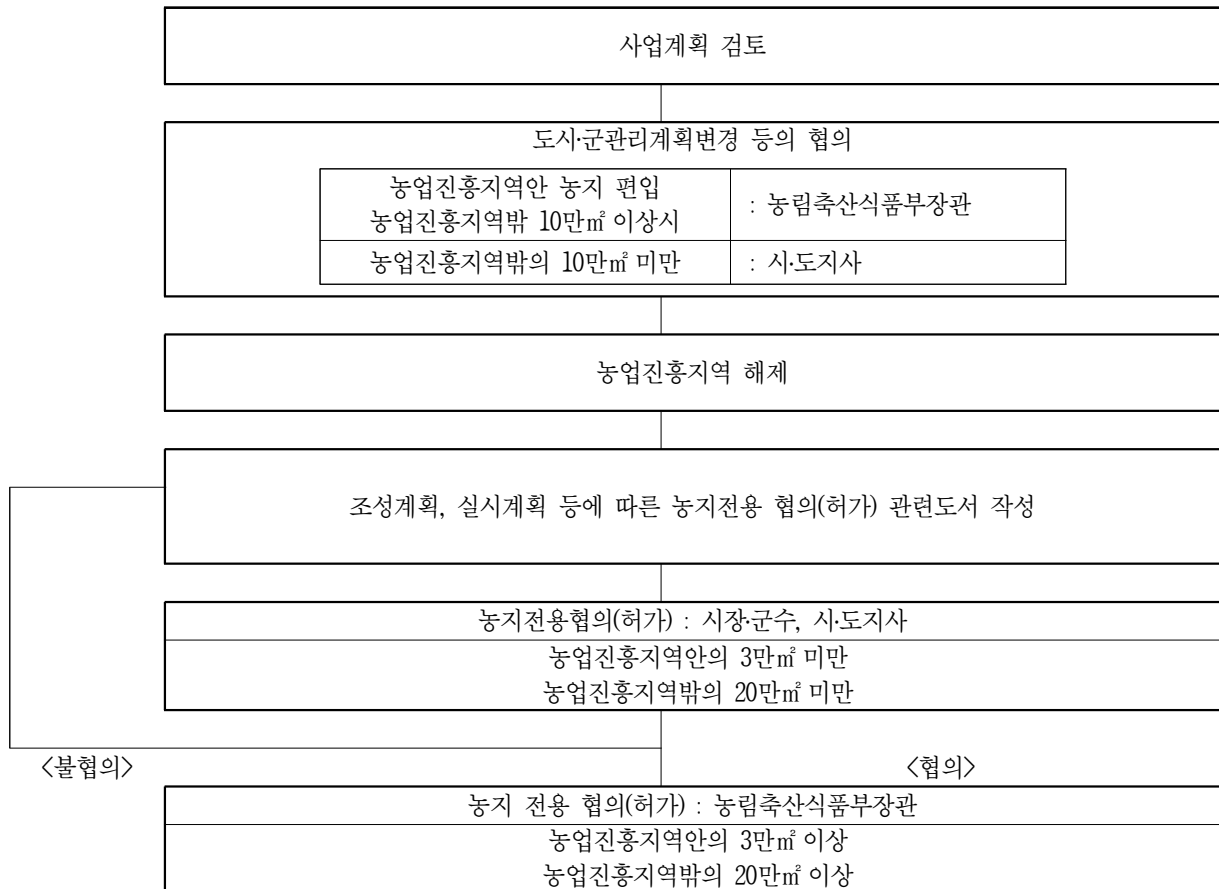 사업계획 검토
도시·군관리계획변경 등의 협의
농업진흥지역안 농지 편입
농업진흥지역밖 10만㎡ 이상시
: 농림축산식품부장관
농업진흥지역밖의 10만㎡ 미만
: 시·도지사
농업진흥지역 해제
조성계획, 실시계획 등에 따른 농지전용 협의(허가) 관련도서 작성
농지전용협의(허가) : 시장·군수, 시·도지사
농업진흥지역안의 3만㎡ 미만
농업진흥지역밖의 20만㎡ 미만
<불협의>
<협의>
농지 전용 협의(허가) : 농림축산식품부장관
농업진흥지역안의 3만㎡ 이상
농업진흥지역밖의 20만㎡ 이상